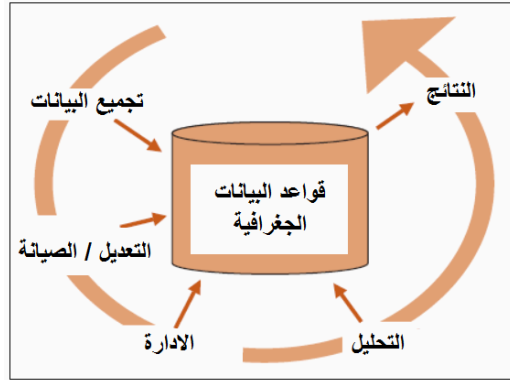 النتائج
تجميع البيانات
قواعد البيانات
الجغرافية
التعديل / الصيانة
الادارة
التحليل